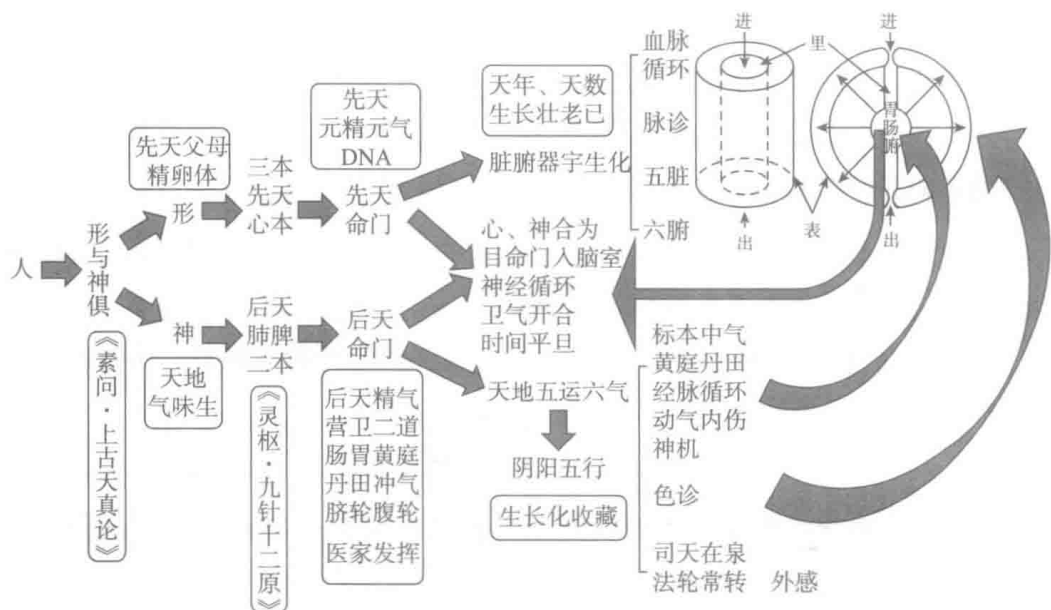 人
形与神俱
《素问·上古天真论》
先天父母
精卵体
形
神
天地
气味生
三本
先天
心本
后天
肺脾
二本
《灵枢·九针十二原》
先天
元精元气
DNA
先天
命门
后天
命门
后天精气
营卫二道
肠胃黄庭
丹田冲气
脐轮腹轮
医家发挥
天年、天数
生长壮老已
脏腑器宇生化
心、神合为
目命门入脑室
神经循环
卫气开合
时间平旦
天地五运六气
阴阳五行
生长化收藏
血脉
循环
脉诊
五脏
六腑
进
里
进
胃肠腑
出
表
出
标本中气
黄庭丹田
经脉循环
动气内伤
神机
色诊
司天在泉
法轮常转 外感